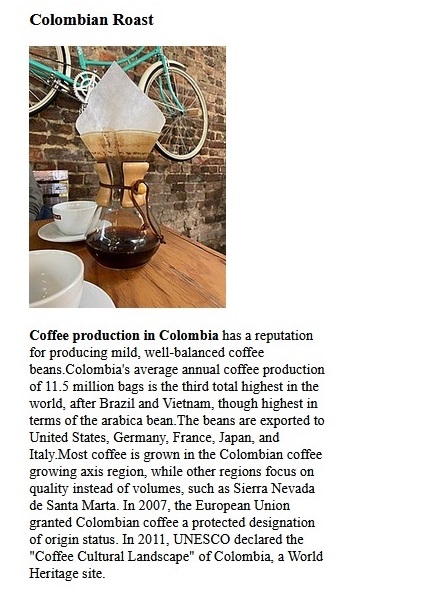 Colombian Roast
Coffee production in Colombia has a reputation
for producing mild, well-balanced coffee
beans.Colombia's average annual coffee production
of 11.5 million bags is the third total highest in the
world, after Brazil and Vietnam, though highest in
terms of the arabica bean.The beans are exported to
United States, Germany, France, Japan, and
Italy.Most coffee is grown in the Colombian coffee
growing axis region, while other regions focus on
quality instead of volumes, such as Sierra Nevada
de Santa Marta. In 2007, the European Union
granted Colombian coffee a protected designation
of origin status. In 2011, UNESCO declared the
"Coffee Cultural Landscape" of Colombia, a World
Heritage site.